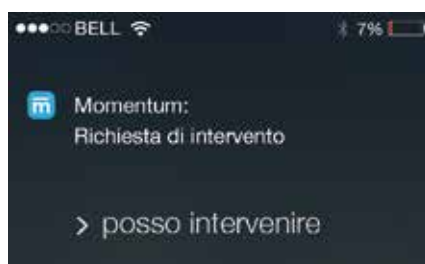 BELL 7%
Momentum:
Richiesta di intervento
> posso intervenire